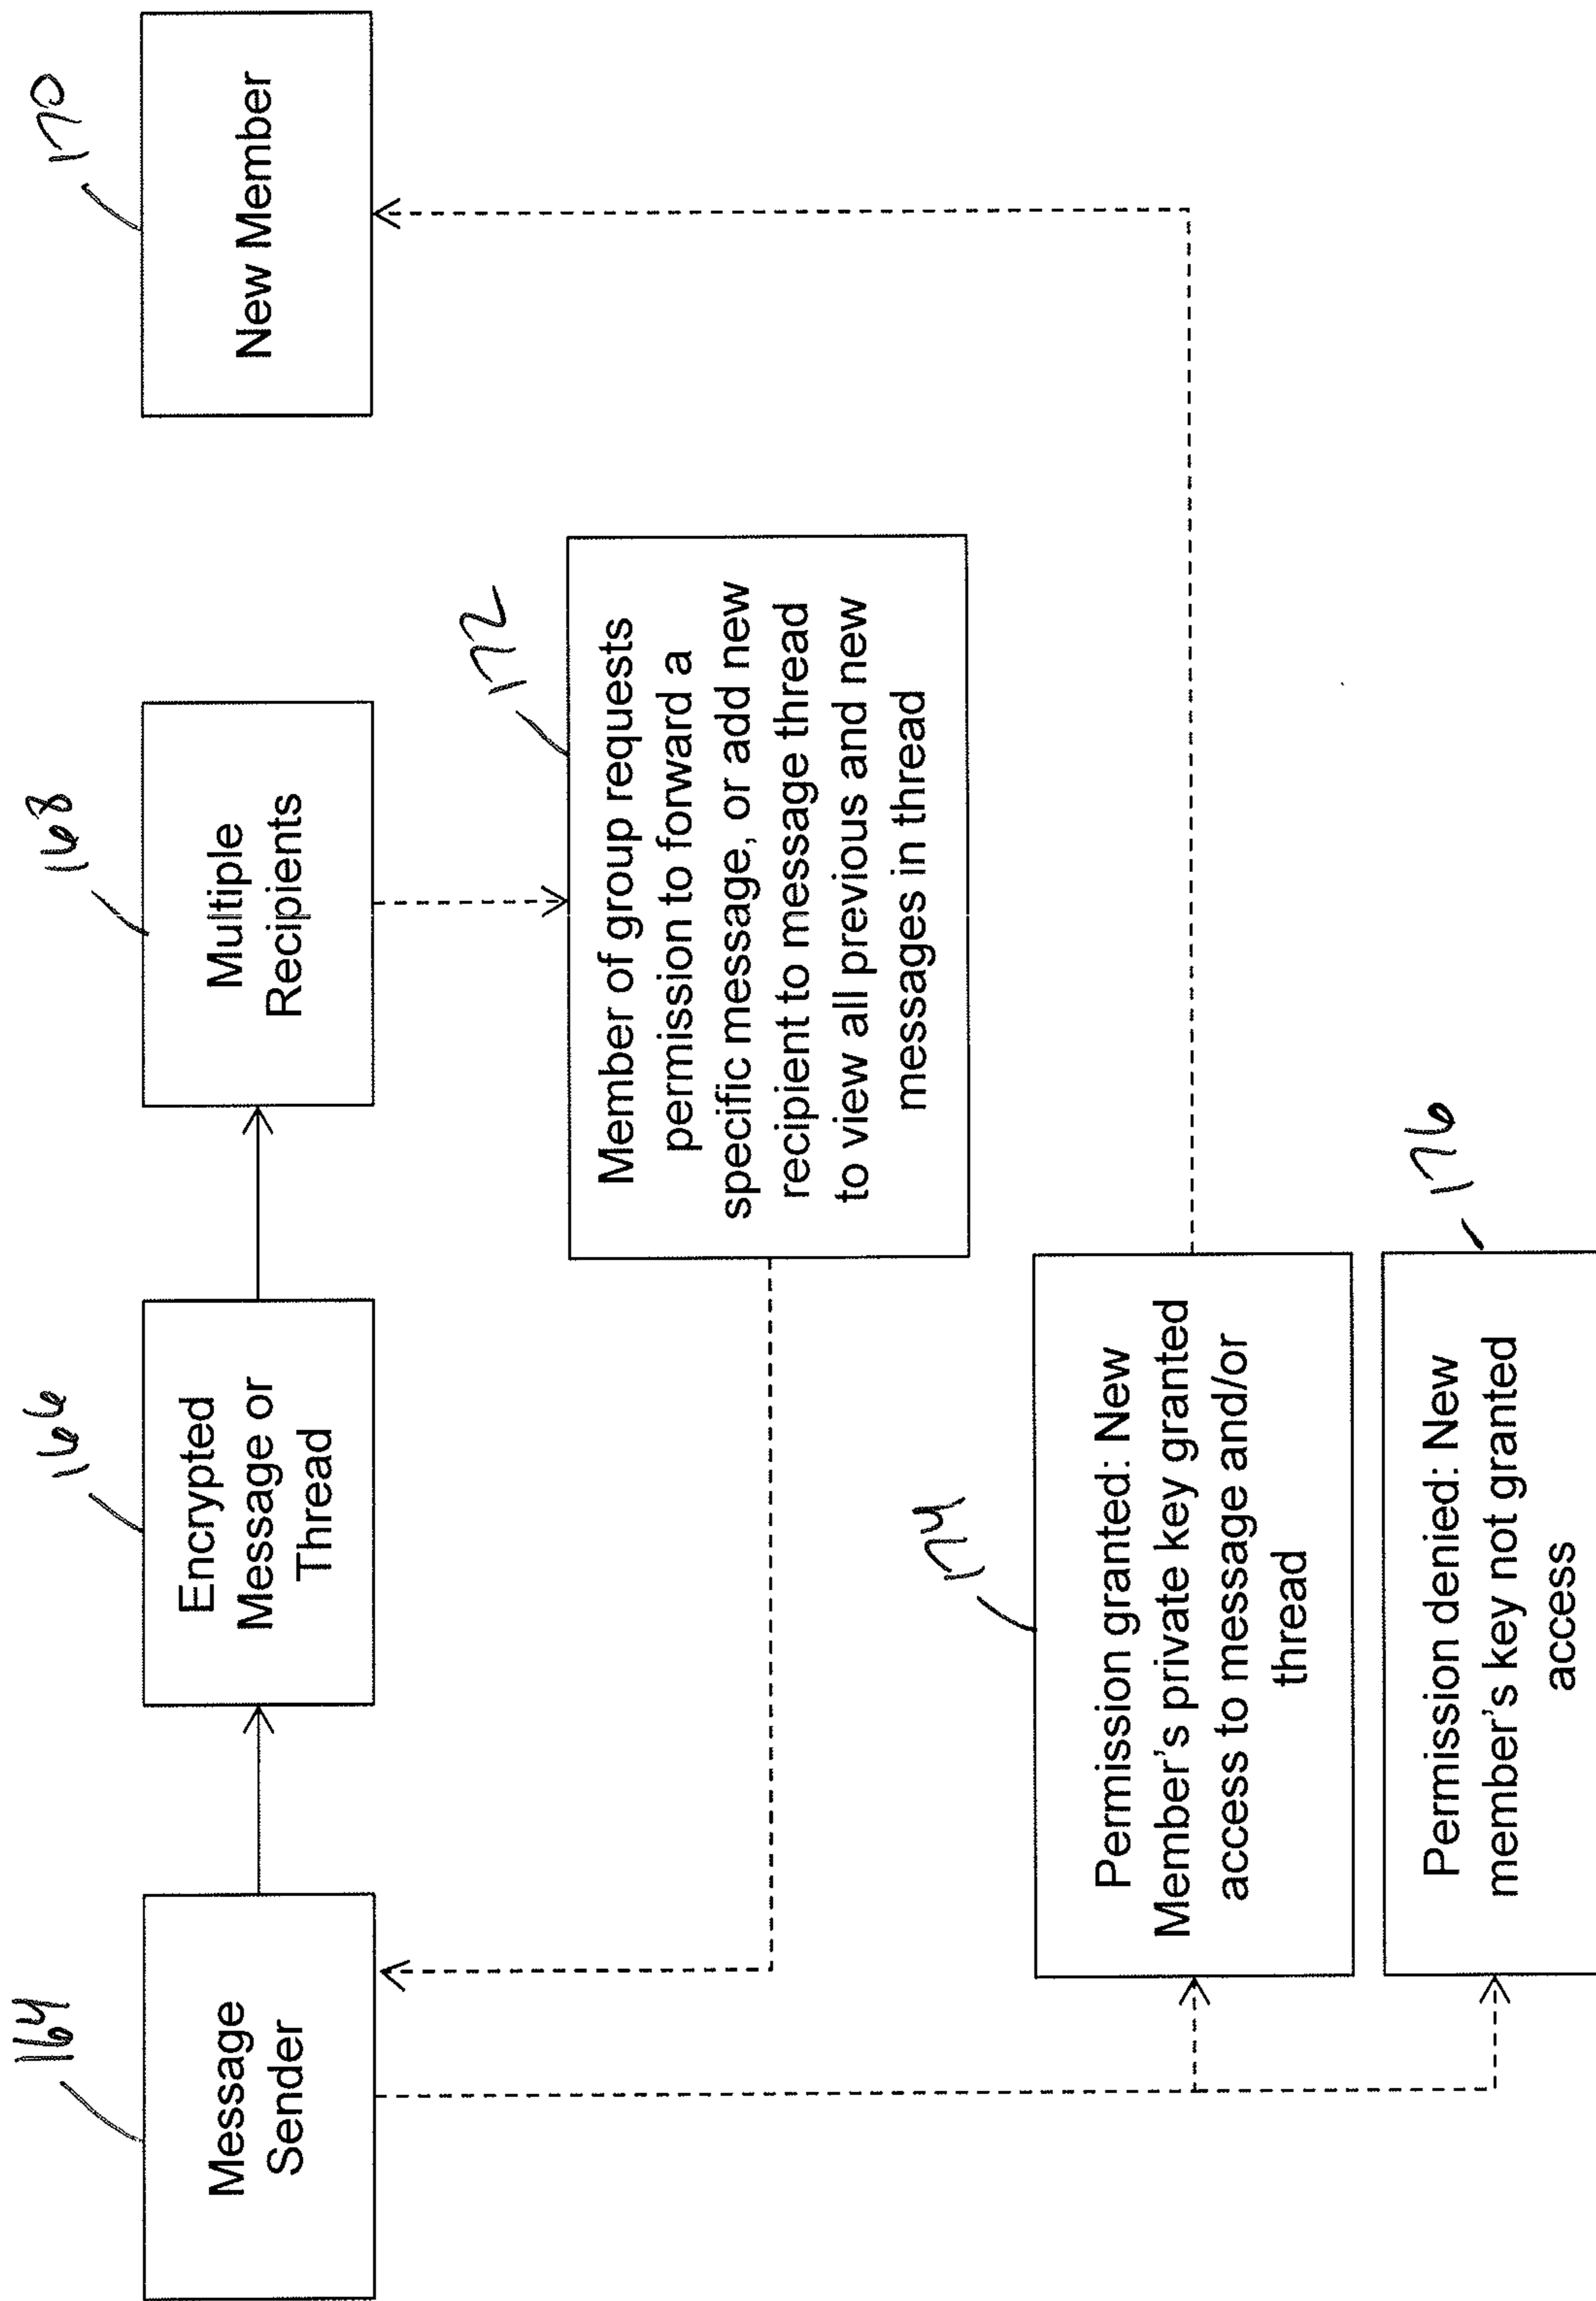 164
Message
Sender
166
Encrypted
Message or
Thread
168
Multiple
Recipients
170
New Member
172
Member of group requests
permission to forward a
specific message, or add new
recipient to message thread
to view all previous and new
messages in thread
174
Permission granted: New
Member's private key granted
access to message and/or
thread
176
Permission denied: New
member's key not granted
access